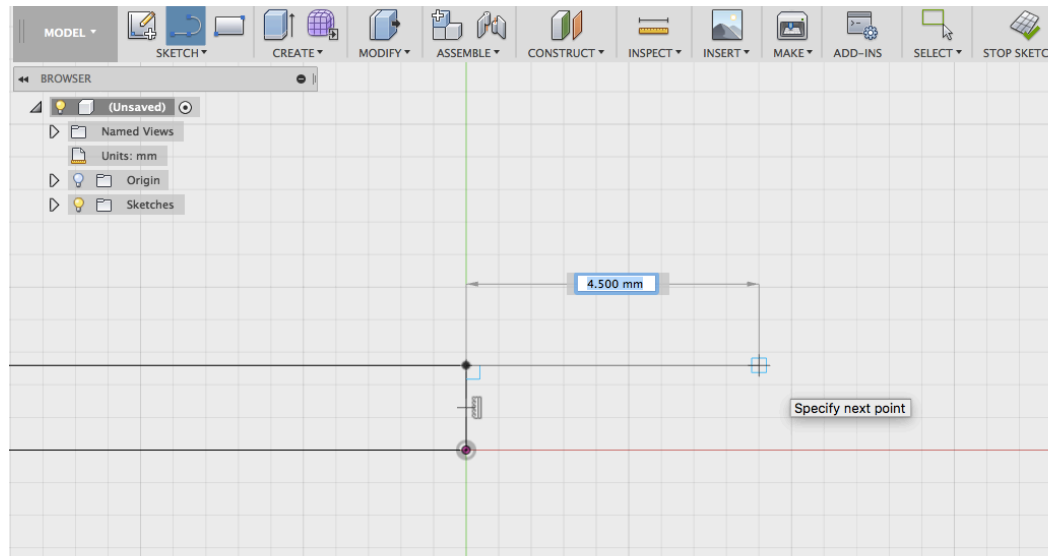 MODEL
SKETCH
CREATE
MODIFY
ASSEMBLE
CONSTRUCT
INSPECT
INSERT
MAKE
ADD-INS
SELECT
STOP SKETC
BROWSER
(Unsaved)
Named Views
Units: mm
Origin
Sketches
4.500 mm
Specify next point